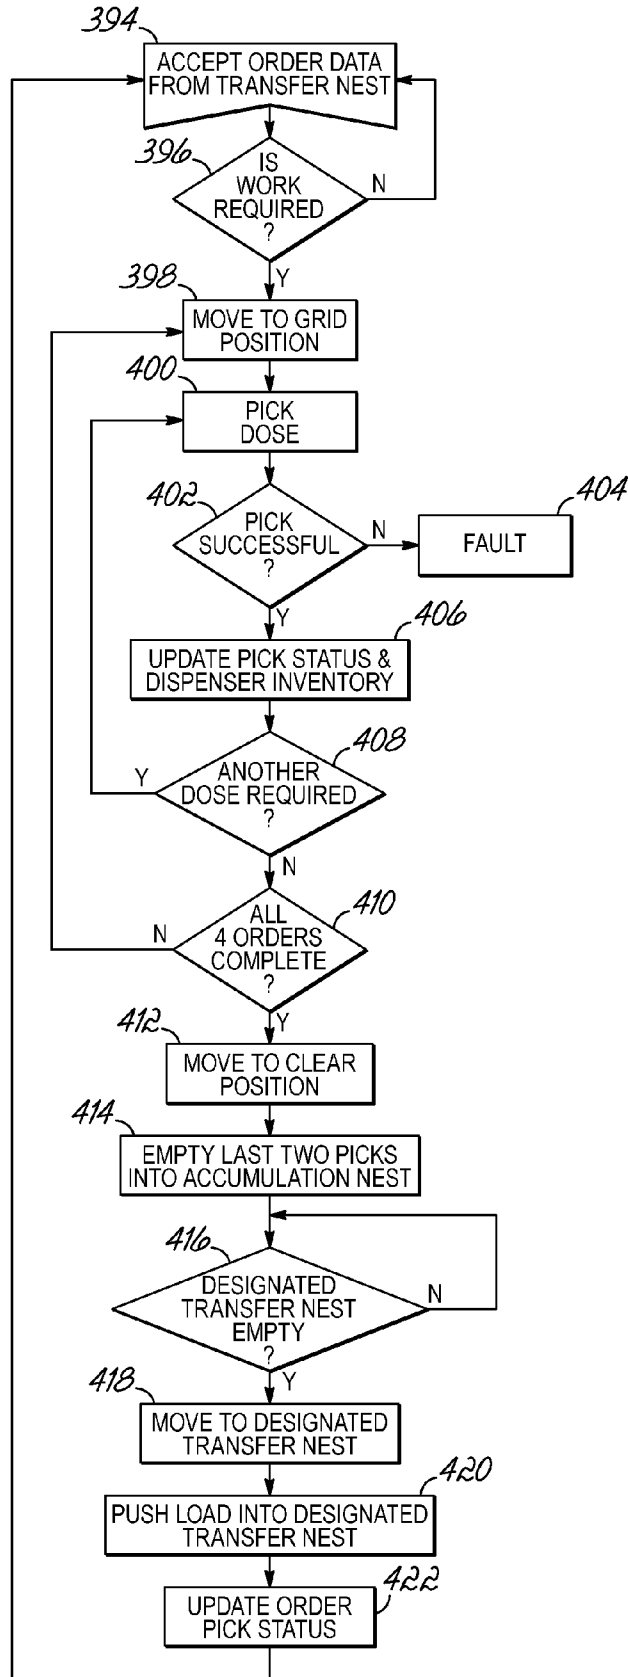 394
ACCEPT ORDER DATA
FROM TRANSFER NEST
396
IS
WORK
REQUIRED
?
N
Y
398
MOVE TO GRID
POSITION
400
PICK
DOSE
402
PICK
SUCCESSFUL
?
N
404
FAULT
Y
406
UPDATE PICK STATUS &
DISPENSER INVENTORY
408
Y
ANOTHER
DOSE REQUIRED
?
N
410
N
ALL
4 ORDERS
COMPLETE
?
Y
412
MOVE TO CLEAR
POSITION
414
EMPTY LAST TWO PICKS
INTO ACCUMULATION NEST
416
DESIGNATED
TRANSFER NEST
EMPTY
?
N
Y
418
MOVE TO DESIGNATED
TRANSFER NEST
420
PUSH LOAD INTO DESIGNATED
TRANSFER NEST
422
UPDATE ORDER
PICK STATUS